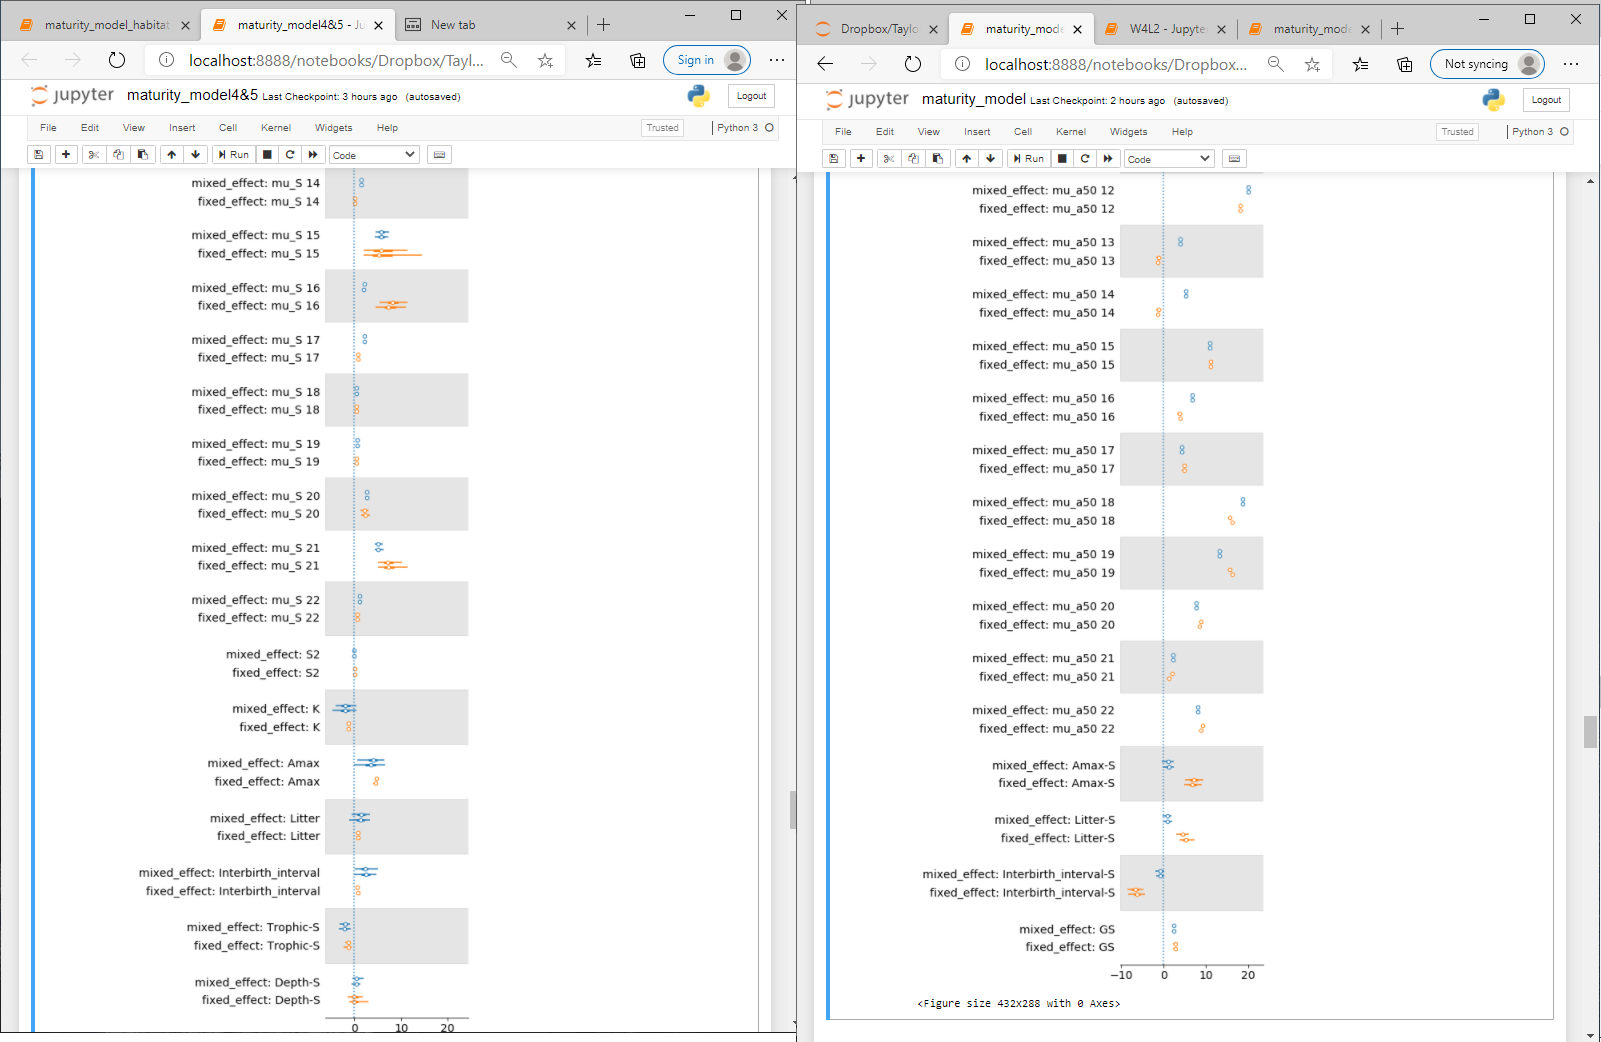 maturity_model_habitat
maturity_model4&5 - Ju
New tab
localhost:8888/notebooks/Dropbox/Tayl...
Sign in
jupyter maturity_model4&5 Last Checkpoint: 3 hours ago (autosaved)
Logout
File Edit View Insert Cell Kernel Widgets Help
Trusted
Python 3
Run
Code
mixed_effect: mu_S 14
fixed_effect: mu_S 14
mixed_effect: mu_S 15
fixed_effect: mu_S 15
mixed_effect: mu_S 16
fixed_effect: mu_S 16
mixed_effect: mu_S 17
fixed_effect: mu_S 17
mixed_effect: mu_S 18
fixed_effect: mu_S 18
mixed_effect: mu_S 19
fixed_effect: mu_S 19
mixed_effect: mu_S 20
fixed_effect: mu_S 20
mixed_effect: mu_S 21
fixed_effect: mu_S 21
mixed_effect: mu_S 22
fixed_effect: mu_S 22
mixed_effect: S2
fixed_effect: S2
mixed_effect: K
fixed_effect: K
mixed_effect: Amax
fixed_effect: Amax
mixed_effect: Litter
fixed_effect: Litter
mixed_effect: Interbirth_interval
fixed_effect: Interbirth_interval
mixed_effect: Trophic-S
fixed_effect: Trophic-S
mixed_effect: Depth-S
fixed_effect: Depth-S
0 10 20
Dropbox/Taylo
maturity_mode
W4L2 - Jupyte
maturity_mode
localhost:8888/notebooks/Dropbox...
Not syncing
jupyter maturity_model Last Checkpoint: 2 hours ago (autosaved)
Logout
File Edit View Insert Cell Kernel Widgets Help
Trusted
Python 3
Run
Code
mixed_effect: mu_a50 12
fixed_effect: mu_a50 12
mixed_effect: mu_a50 13
fixed_effect: mu_a50 13
mixed_effect: mu_a50 14
fixed_effect: mu_a50 14
mixed_effect: mu_a50 15
fixed_effect: mu_a50 15
mixed_effect: mu_a50 16
fixed_effect: mu_a50 16
mixed_effect: mu_a50 17
fixed_effect: mu_a50 17
mixed_effect: mu_a50 18
fixed_effect: mu_a50 18
mixed_effect: mu_a50 19
fixed_effect: mu_a50 19
mixed_effect: mu_a50 20
fixed_effect: mu_a50 20
mixed_effect: mu_a50 21
fixed_effect: mu_a50 21
mixed_effect: mu_a50 22
fixed_effect: mu_a50 22
mixed_effect: Amax-S
fixed_effect: Amax-S
mixed_effect: Litter-S
fixed_effect: Litter-S
mixed_effect: Interbirth_interval-S
fixed_effect: Interbirth_interval-S
mixed_effect: GS
fixed_effect: GS
−10 0 10 20
<Figure size 432x288 with 0 Axes>